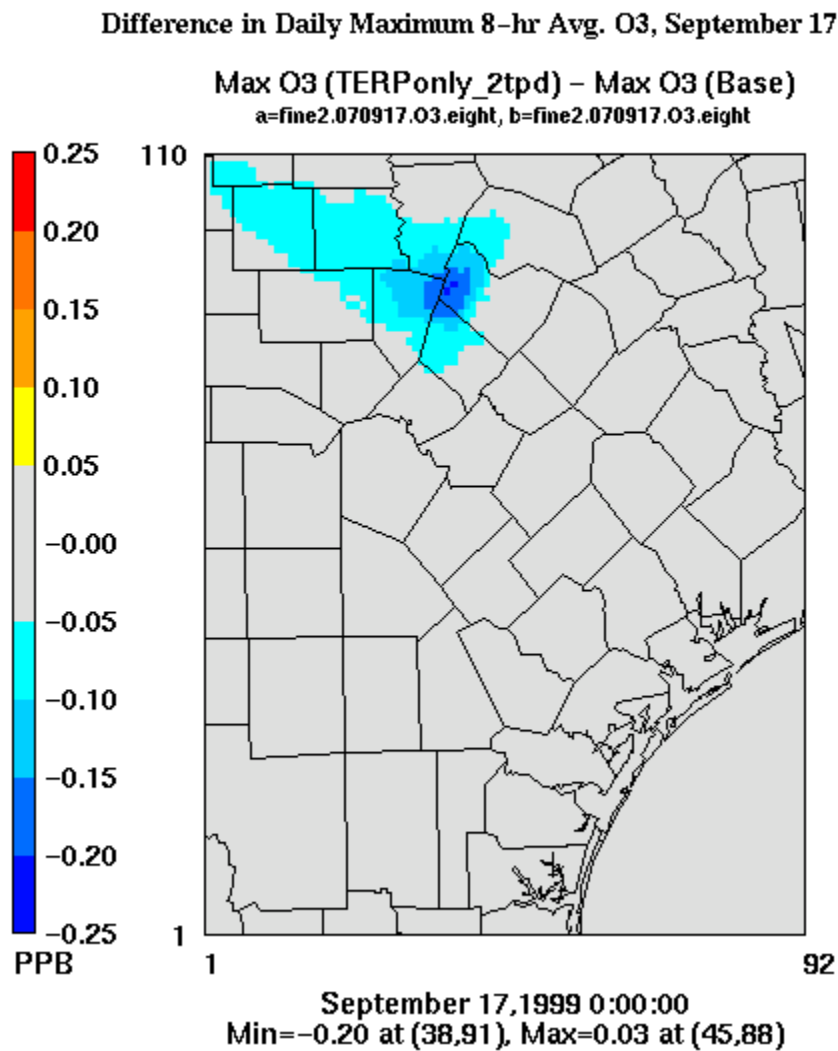 Difference in Daily Maximum 8-hr Avg. O3, September 17
Max O3 (TERPonly_2tpd) - Max O3 (Base)
a=fine2.070917.O3.eight, b=fine2.070917.O3.eight
0.25
0.20
0.15
0.10
0.05
-0.00
-0.05
-0.10
-0.15
-0.20
-0.25
PPB
110
1
1
92
September 17,1999 0:00:00
Min=-0.20 at (38,91), Max=0.03 at (45,88)